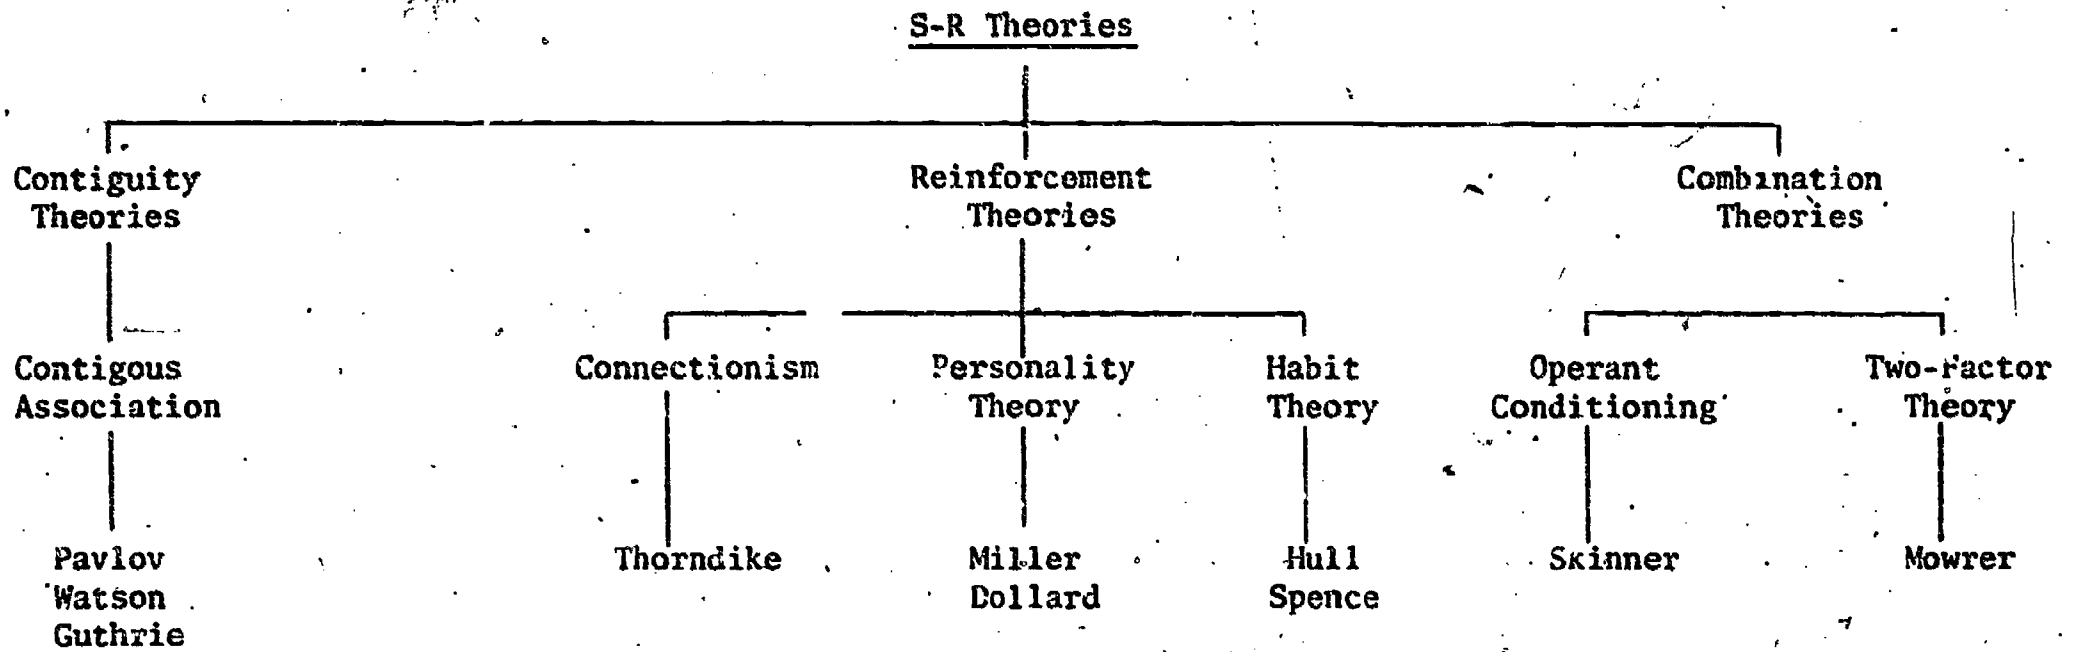 S-R Theories
Contiguity
Theories
Reinforcement
Theories
Combination
Theories
Contigous
Association
Connectionism
Personality
Theory
Habit
Theory
Operant
Conditioning
Two-Factor
Theory
Pavlov
Watson
Guthrie
Thorndike
Miller
Dollard
Hull
Spence
Skinner
Mowrer